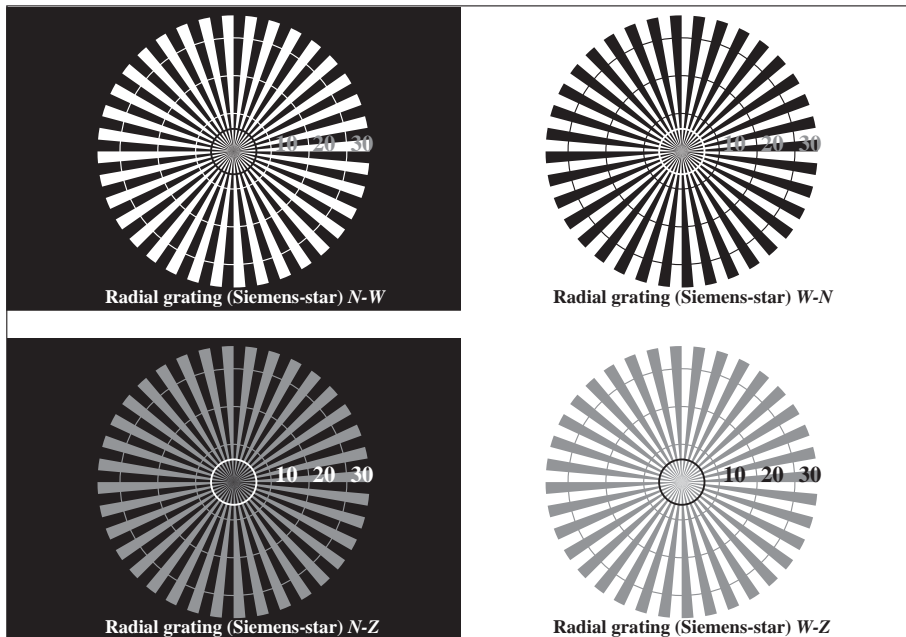 10 20 30
Radial grating (Siemens-star) N-W
10 20 30
Radial grating (Siemens-star) W-N
10 20 30
Radial grating (Siemens-star) N-Z
10 20 30
Radial grating (Siemens-star) W-Z